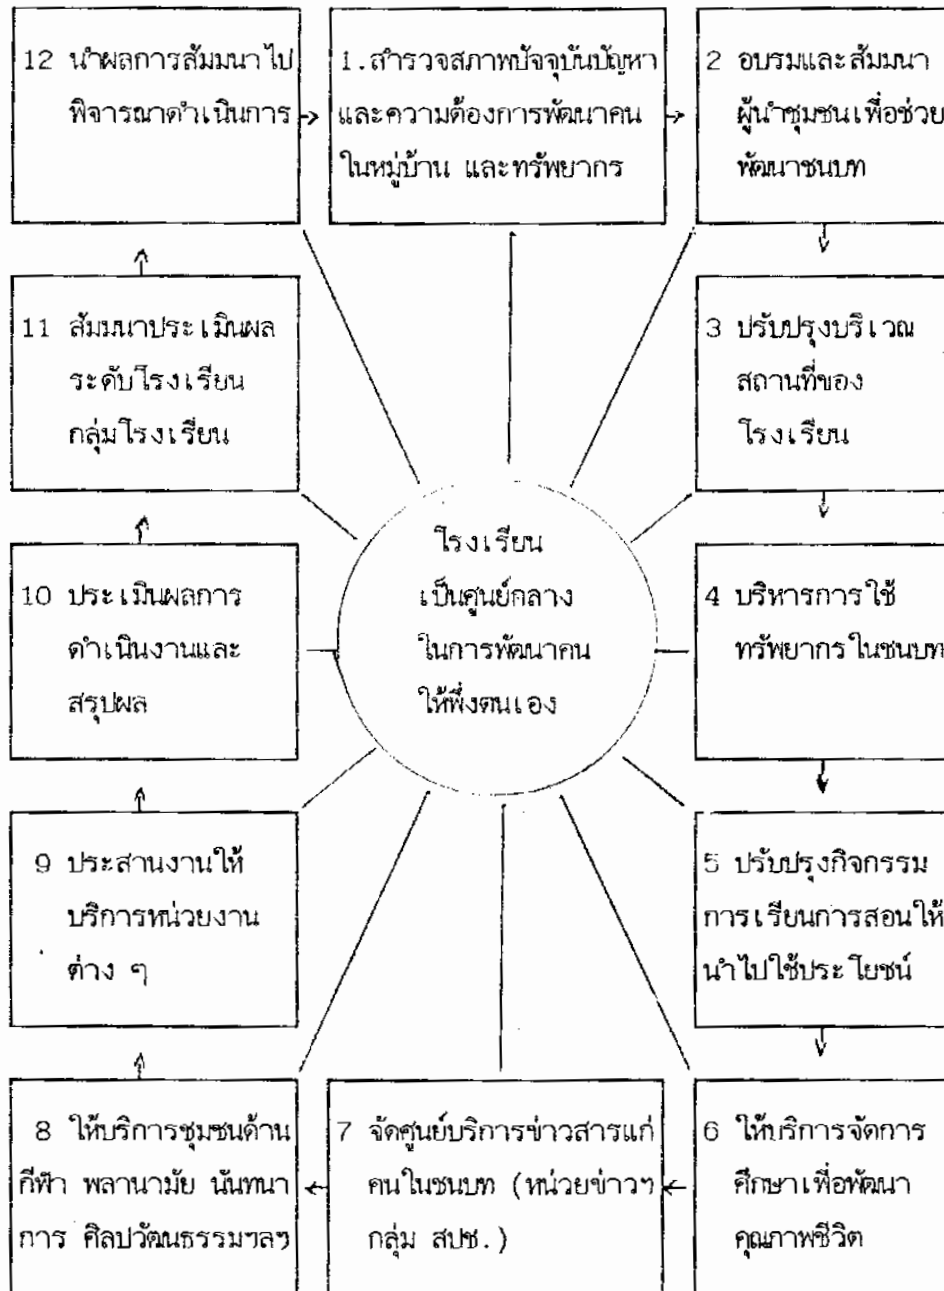 12 นำผลการสัมมนาไป
พิจารณาดำเนินการ
1.สำรวจสภาพปัจจุบันปัญหา
และความต้องการพัฒนาคน
ในหมู่บ้าน และทรัพยากร
2 อบรมและสัมมนา
ผู้นำชุมชนเพื่อช่วย
พัฒนาชนบท
11 สัมมนาประเมินผล
ระดับโรงเรียน
กลุ่มโรงเรียน
3 ปรับปรุงบริเวณ
สถานที่ของ
โรงเรียน
โรงเรียน
เป็นศูนย์กลาง
ในการพัฒนาคน
ให้พึ่งตนเอง
10 ประเมินผลการ
ดำเนินงานและ
สรุปผล
4 บริหารการใช้
ทรัพยากรในชนบท
9 ประสานงานให้
บริการหน่วยงาน
ต่าง ๆ
5 ปรับปรุงกิจกรรม
การเรียนการสอนให้
นำไปใช้ประโยชน์
8 ให้บริการชุมชนด้าน
กีฬา พลานามัย นันทนา
การ ศิลปวัฒนธรรมฯลฯ
7 จัดศูนย์บริการข่าวสารแก่
คนในชนบท (หน่วยข่าวฯ
กลุ่ม สปช.)
6 ให้บริการจัดการ
ศึกษาเพื่อพัฒนา
คุณภาพชีวิต